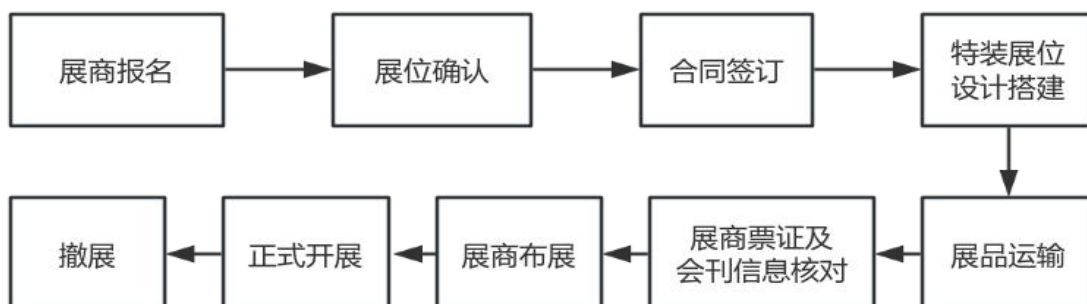 展商报名
展位确认
合同签订
特装展位
设计搭建
展品运输
展商票证及
会刊信息核对
展商布展
正式开展
撤展